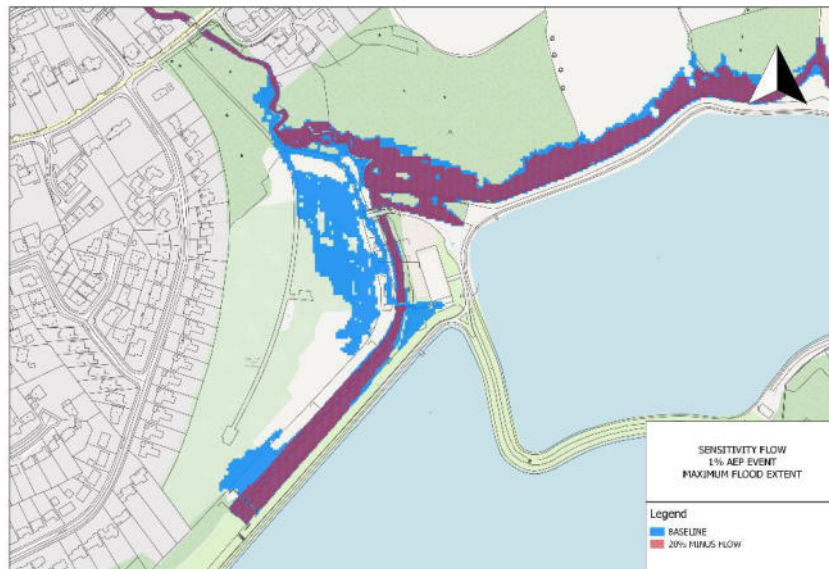 SENSITIVITY FLOW
1% AEP EVENT
MAXIMUM FLOOD EXTENT
Legend
BASELINE
20% MINUS FLOW